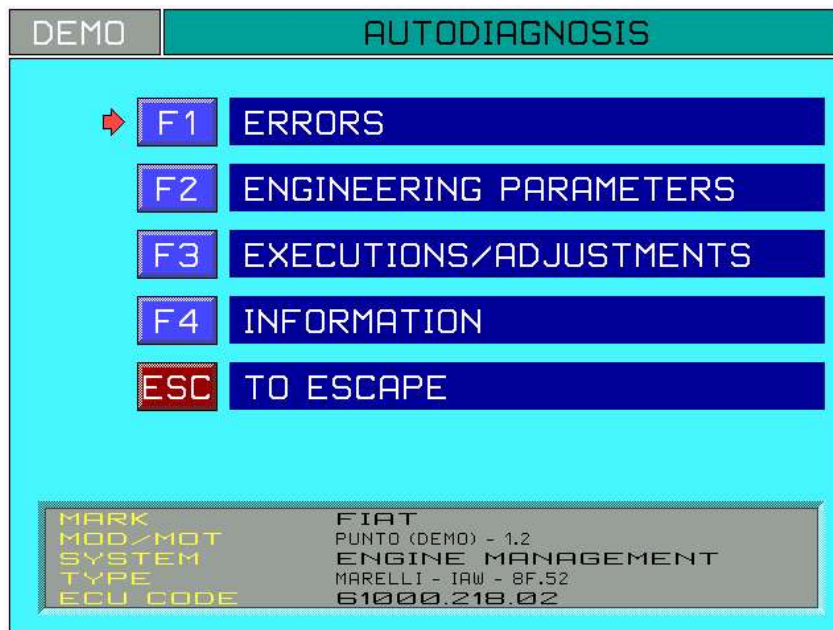 DEMO AUTODIAGNOSIS
F1 ERRORS
F2 ENGINEERING PARAMETERS
F3 EXECUTIONS/ADJUSTMENTS
F4 INFORMATION
ESC TO ESCAPE
MARK FIAT
MOD/MOT PUNTO (DEMO) - 1.2
SYSTEM ENGINE MANAGEMENT
TYPE MARELLI - IAW - 8F.52
ECU CODE 61000.218.02